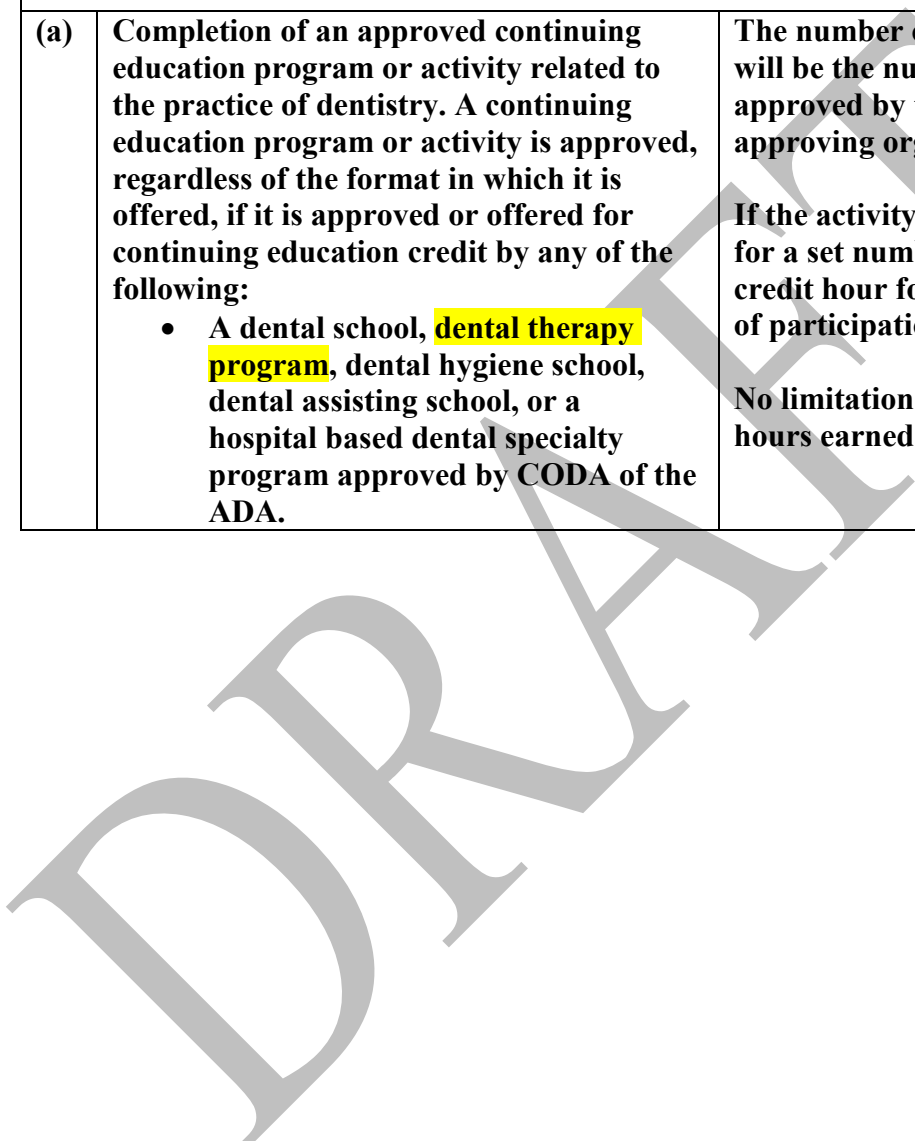 (a)
Completion of an approved continuing
education program or activity related to
the practice of dentistry. A continuing
education program or activity is approved,
regardless of the format in which it is
offered, if it is approved or offered for
continuing education credit by any of the
following:
• A dental school, dental therapy
program, dental hygiene school,
dental assisting school, or a
hospital based dental specialty
program approved by CODA of the
ADA.
The number
will be the
approved by
approving
If the activity
for a set
credit hour
of
No limitation
hours earned
DRAFT